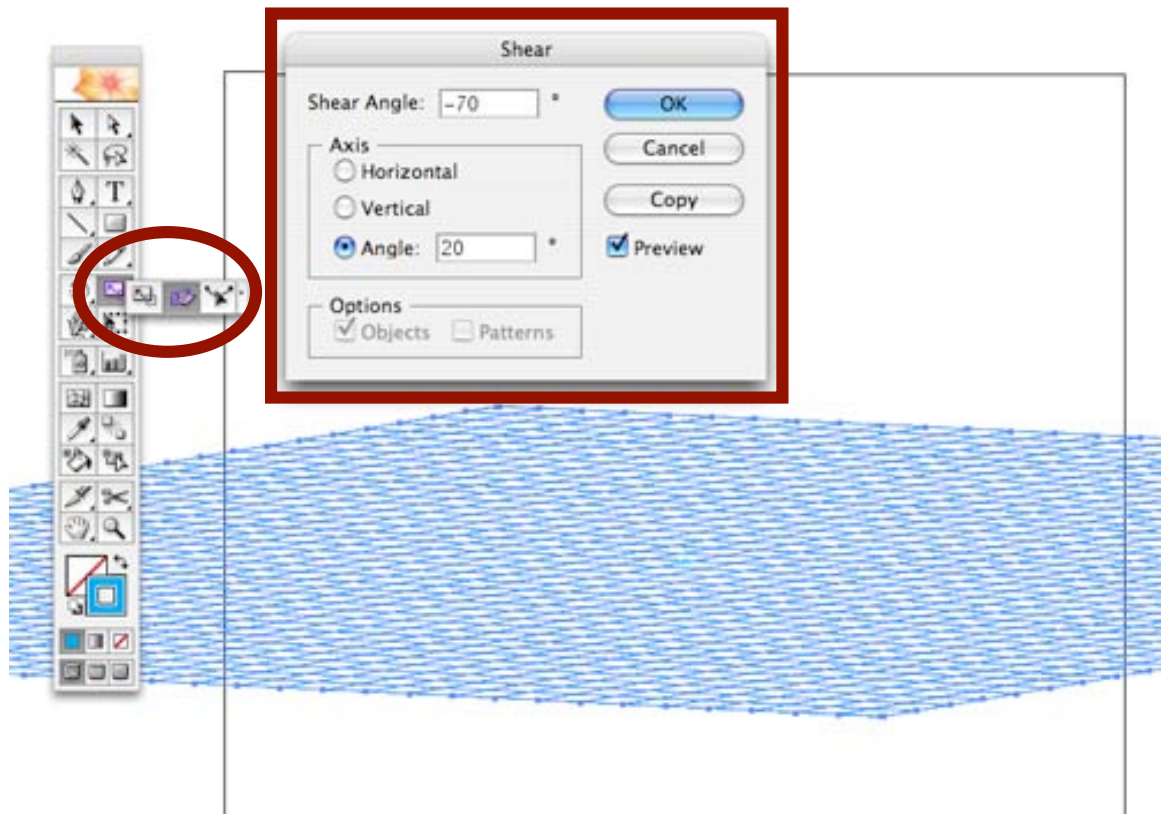 Shear
Shear Angle: -70 °
OK
Axis
Cancel
Horizontal
Vertical
Copy
Angle: 20 °
Preview
Options
Objects Patterns
T